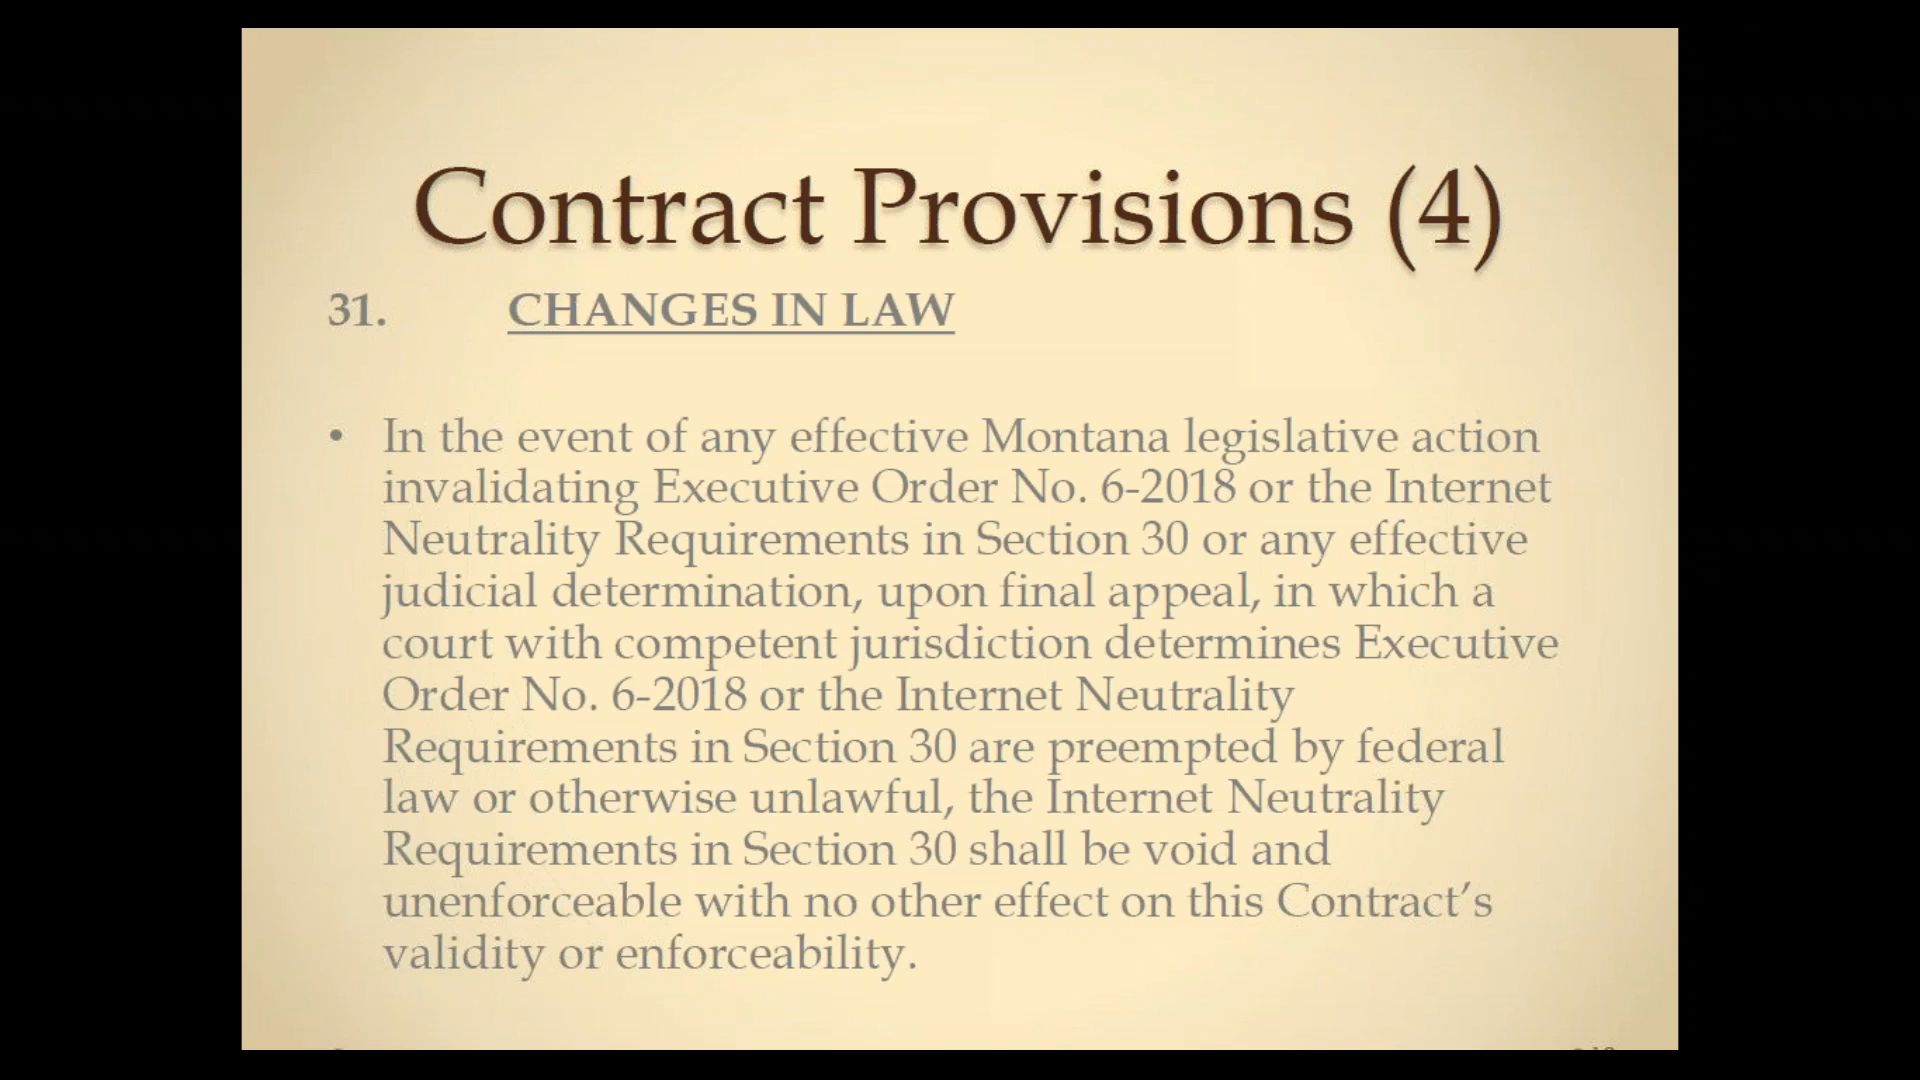 Contract Provisions (4)
31. CHANGES IN LAW
• In the event of any effective Montana legislative action
invalidating Executive Order No. 6-2018 or the Internet
Neutrality Requirements in Section 30 or any effective
judicial determination, upon final appeal, in which a
court with competent jurisdiction determines Executive
Order No. 6-2018 or the Internet Neutrality
Requirements in Section 30 are preempted by federal
law or otherwise unlawful, the Internet Neutrality
Requirements in Section 30 shall be void and
unenforceable with no other effect on this Contract’s
validity or enforceability.